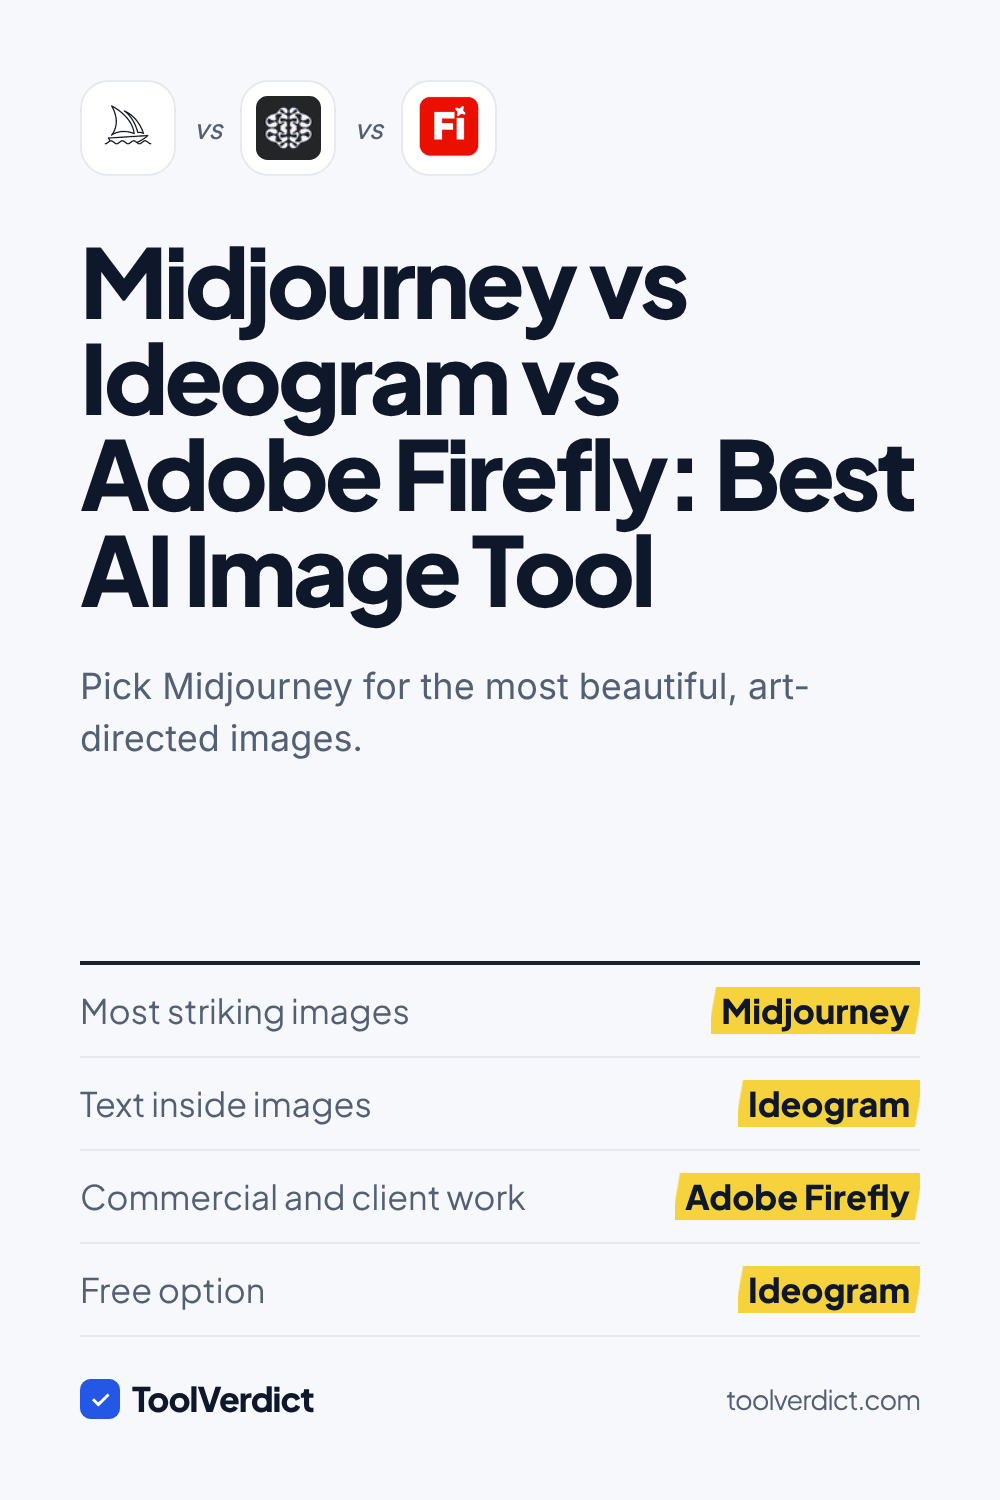 vs vs Fi
Midjourney vs
Ideogram vs
Adobe Firefly: Best
AI Image Tool
Pick Midjourney for the most beautiful, art-
directed images.
Most striking images Midjourney
Text inside images Ideogram
Commercial and client work Adobe Firefly
Free option Ideogram
ToolVerdict toolverdict.com